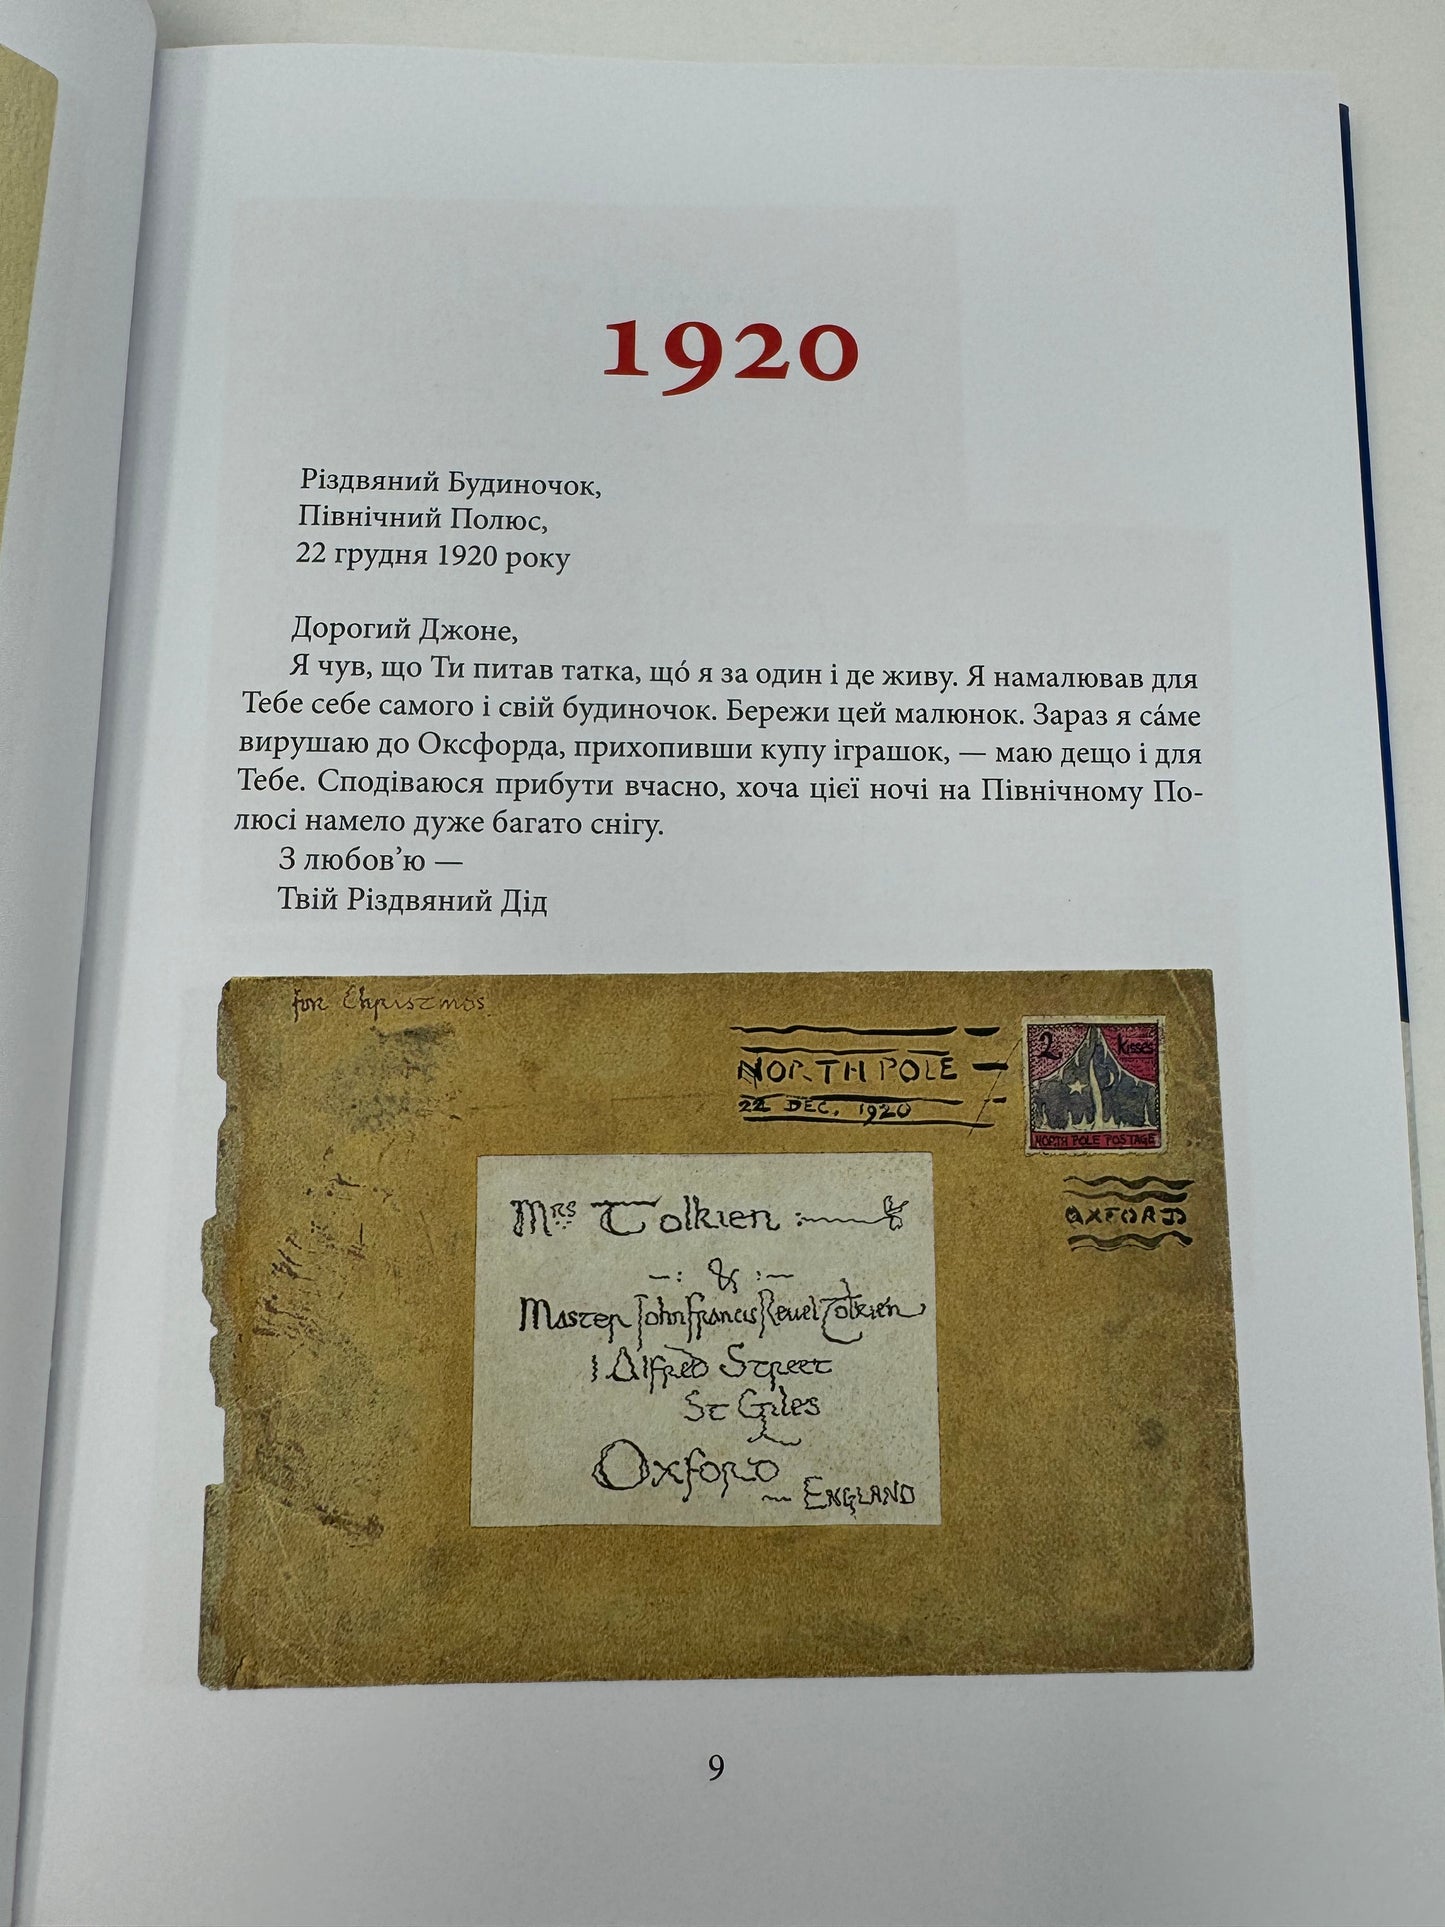 1920
Різдвяний Будиночок,
Північний Полюс,
22 грудня 1920 року
Дорогий Джоне,
Я чув, що Ти питав татка, що́ я за один і де живу. Я намалював для
Тебе себе самого і свій будиночок. Бережи цей малюнок. Зараз я са́ме
вирушаю до Оксфорда, прихопивши купу іграшок, — маю дещо і для
Тебе. Сподіваюся прибути вчасно, хоча цієї ночі на Північному По-
люсі намело дуже багато снігу.
З любов’ю —
Твій Різдвяний Дід
for Christmas
NORTH POLE
22 DEC. 1920
2 Kisses
NORTH POLE POSTAGE
OXFORD
Mrs Tolkien
&
Master John Francis Reuel Tolkien
1 Alfred Street
St Giles
Oxford
ENGLAND
9